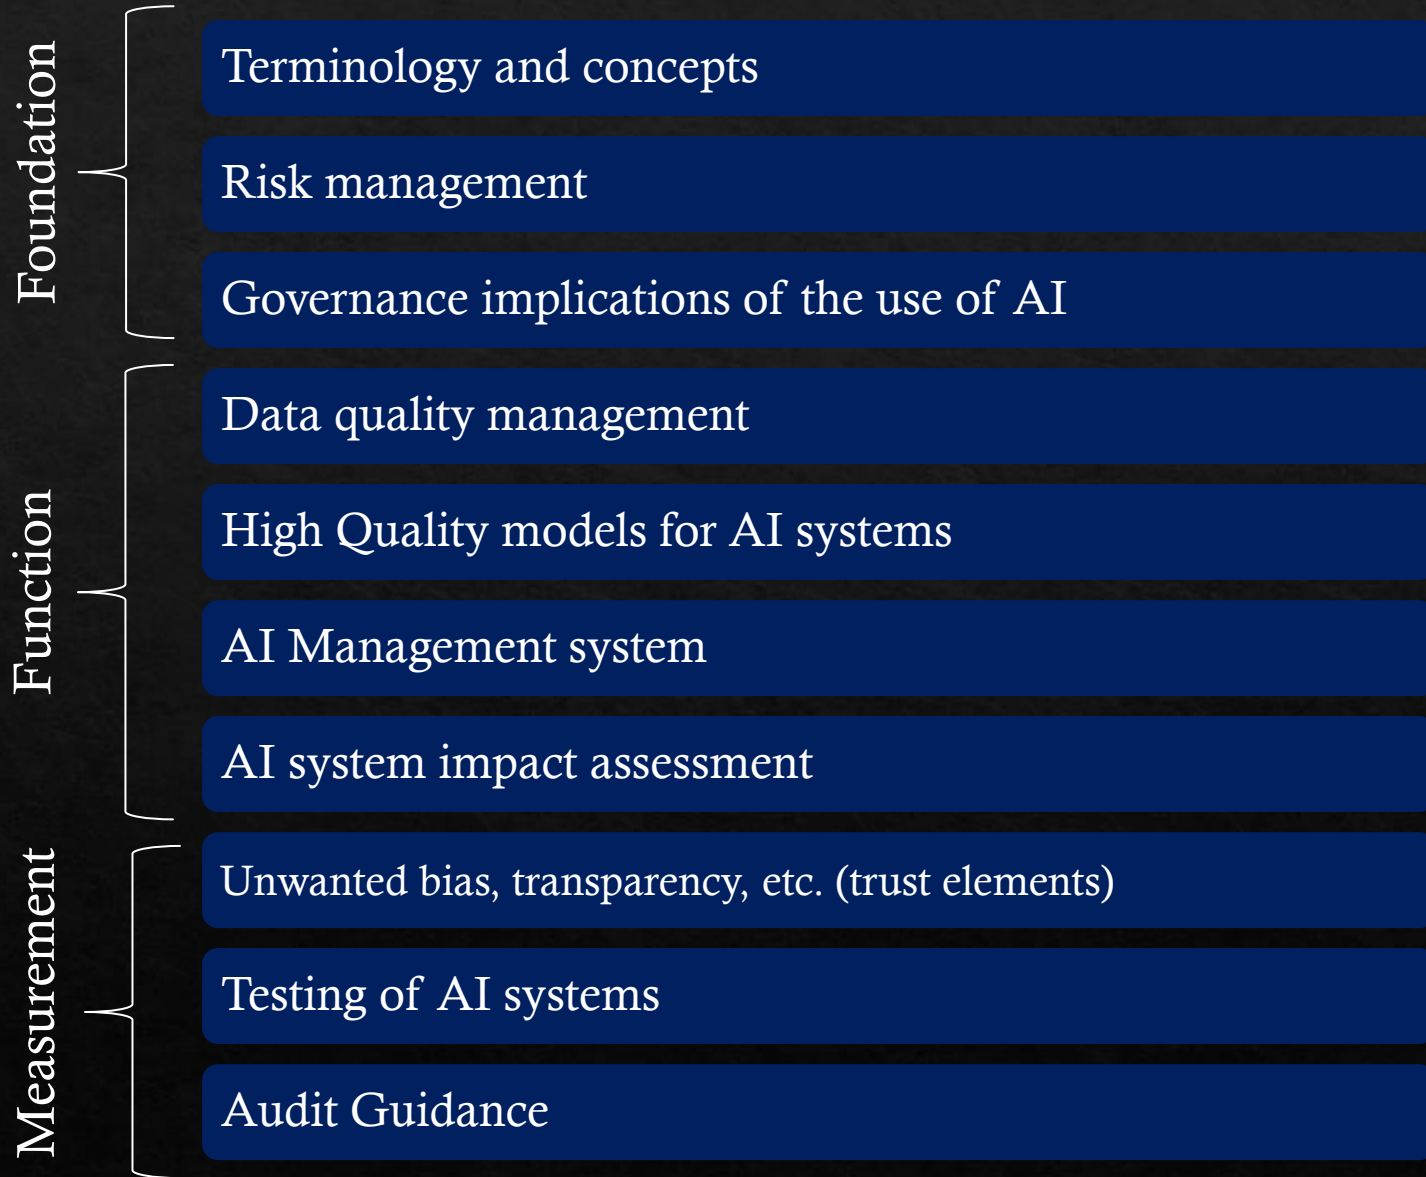 Foundation
Terminology and concepts
Risk management
Governance implications of the use of AI
Function
Data quality management
High Quality models for AI systems
AI Management system
AI system impact assessment
Measurement
Unwanted bias, transparency, etc. (trust elements)
Testing of AI systems
Audit Guidance